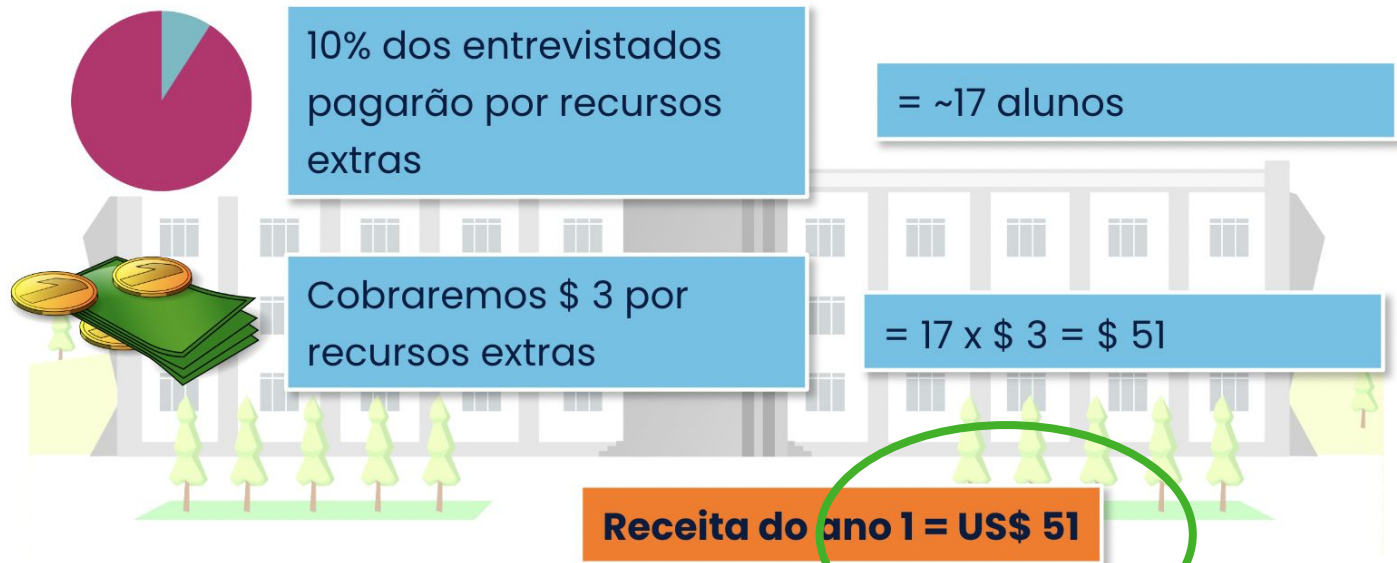 10% dos entrevistados
pagarão por recursos
extras
= ~17 alunos
Cobraremos $ 3 por
recursos extras
= 17 x $ 3 = $ 51
Receita do ano 1 = US$ 51